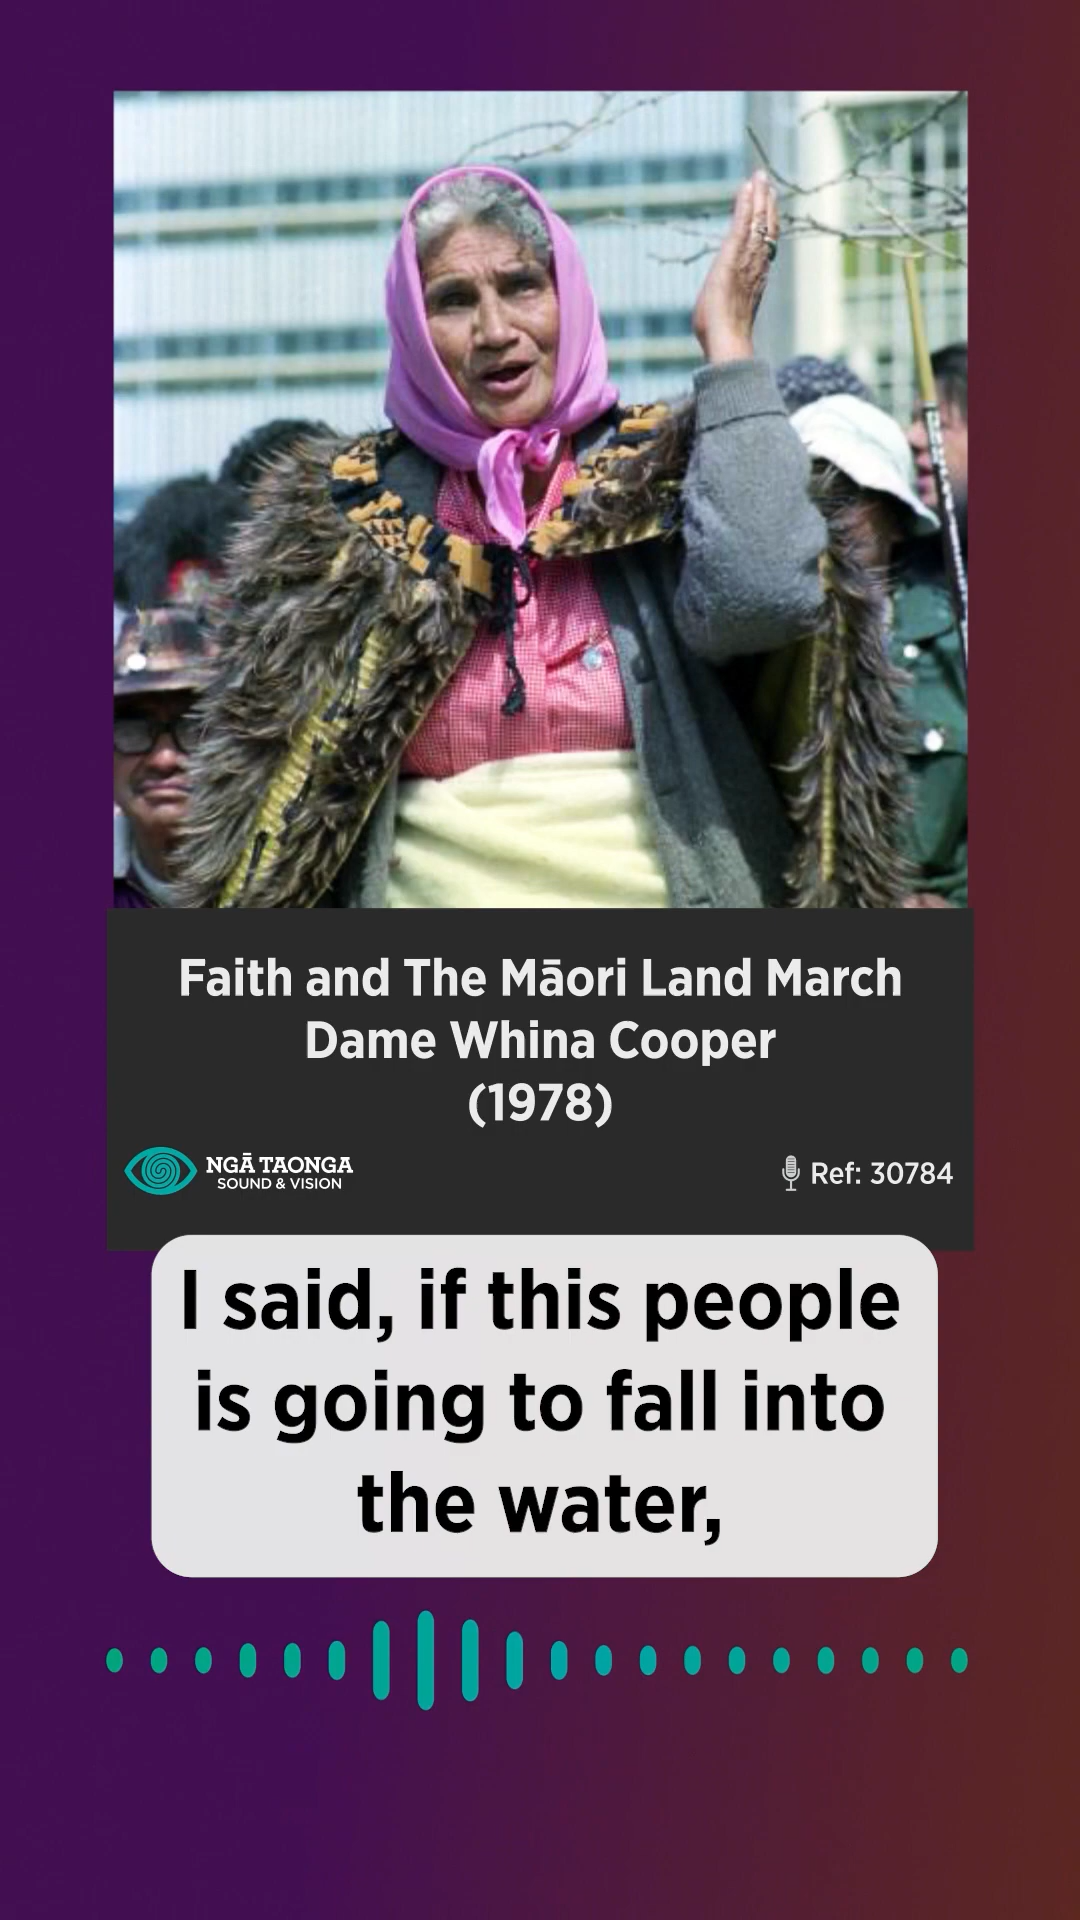 Faith and The Māori Land March
Dame Whina Cooper
(1978)
NGĀ TAONGA
SOUND & VISION
Ref: 30784
I said, if this people
is going to fall into
the water,